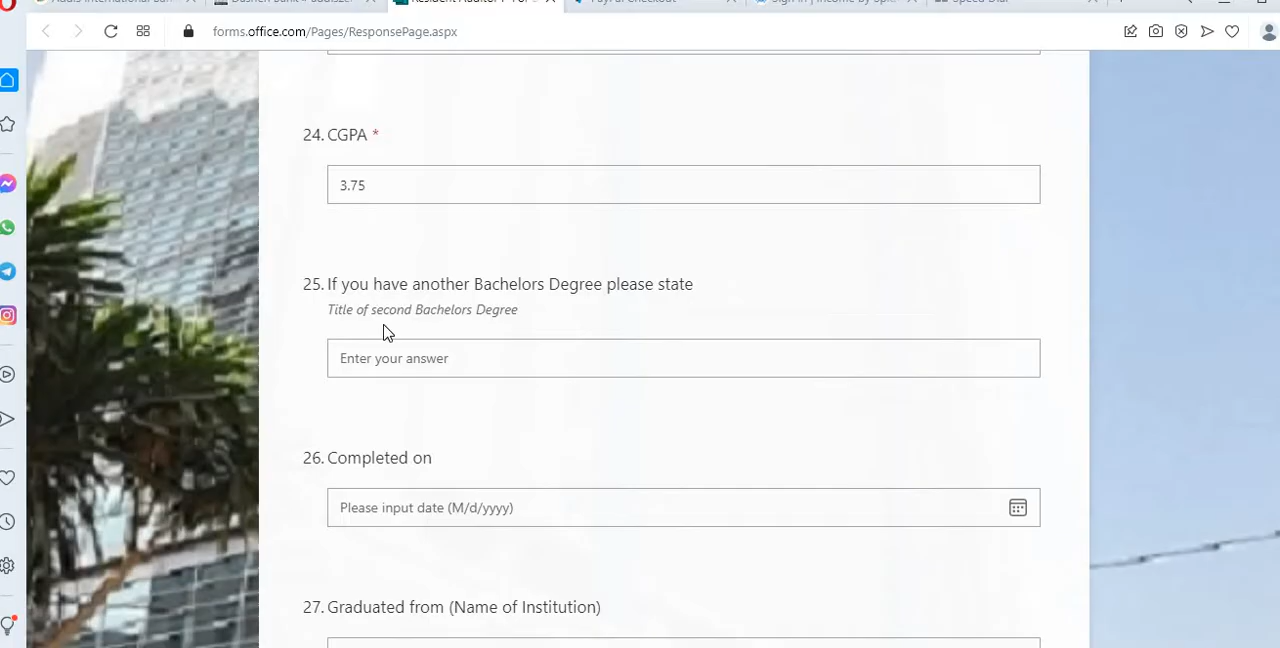 forms.office.com/Pages/ResponsePage.aspx
24. CGPA *
3.75
25. If you have another Bachelors Degree please state
Title of second Bachelors Degree
Enter your answer
26. Completed on
Please input date (M/d/yyyy)
27. Graduated from (Name of Institution)